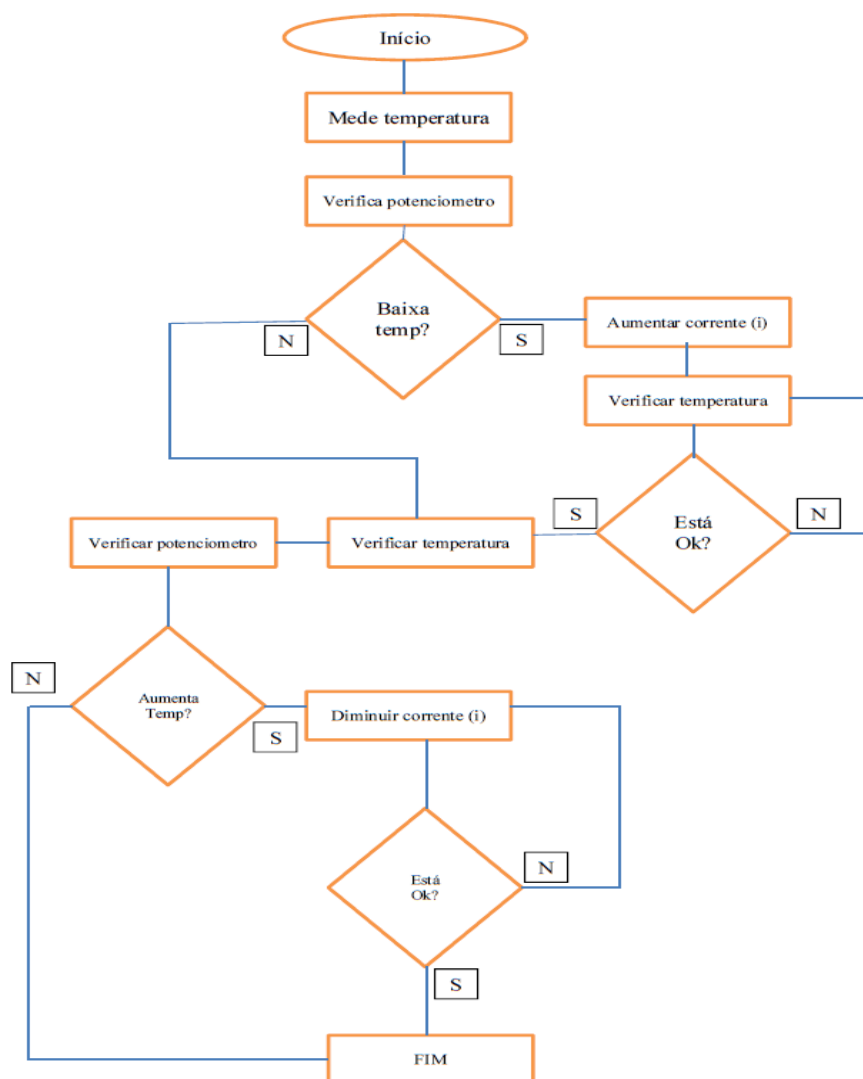 Início
Mede temperatura
Verifica potenciometro
Baixa
temp?
N
S
Aumentar corrente (i)
Verificar temperatura
Está
Ok?
S
N
Verificar temperatura
Verificar potenciometro
Aumenta
Temp?
N
S
Diminuir corrente (i)
Está
Ok?
N
S
FIM